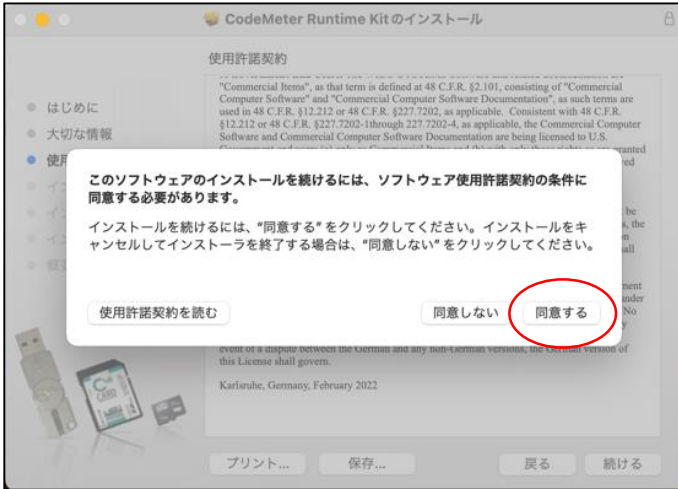 CodeMeter Runtime Kitのインストール
使用許諾契約
はじめに
大切な情報
使用
"Commercial Items", as that term is defined at 48 C.F.R. §2.101, consisting of "Commercial
Computer Software" and "Commercial Computer Software Documentation", as such terms are
used in 48 C.F.R. §12.212 or 48 C.F.R. §227.7202, as applicable. Consistent with 48 C.F.R.
§12.212 or 48 C.F.R. §227.7202-1through 227.7202-4, as applicable, the Commercial Computer
Software and Commercial Computer Software Documentation are being licensed to U.S.
このソフトウェアのインストールを続けるには、ソフトウェア使用許諾契約の条件に
同意する必要があります。
インストールを続けるには、“同意する”をクリックしてください。インストールをキ
ャンセルしてインストーラを終了する場合は、“同意しない”をクリックしてください。
使用許諾契約を読む
同意しない
同意する
event of a dispute between the German and any non-German versions, the German version of
this License shall govern.
Karlsruhe, Germany, February 2022
CARD
プリント...
保存...
戻る
続ける